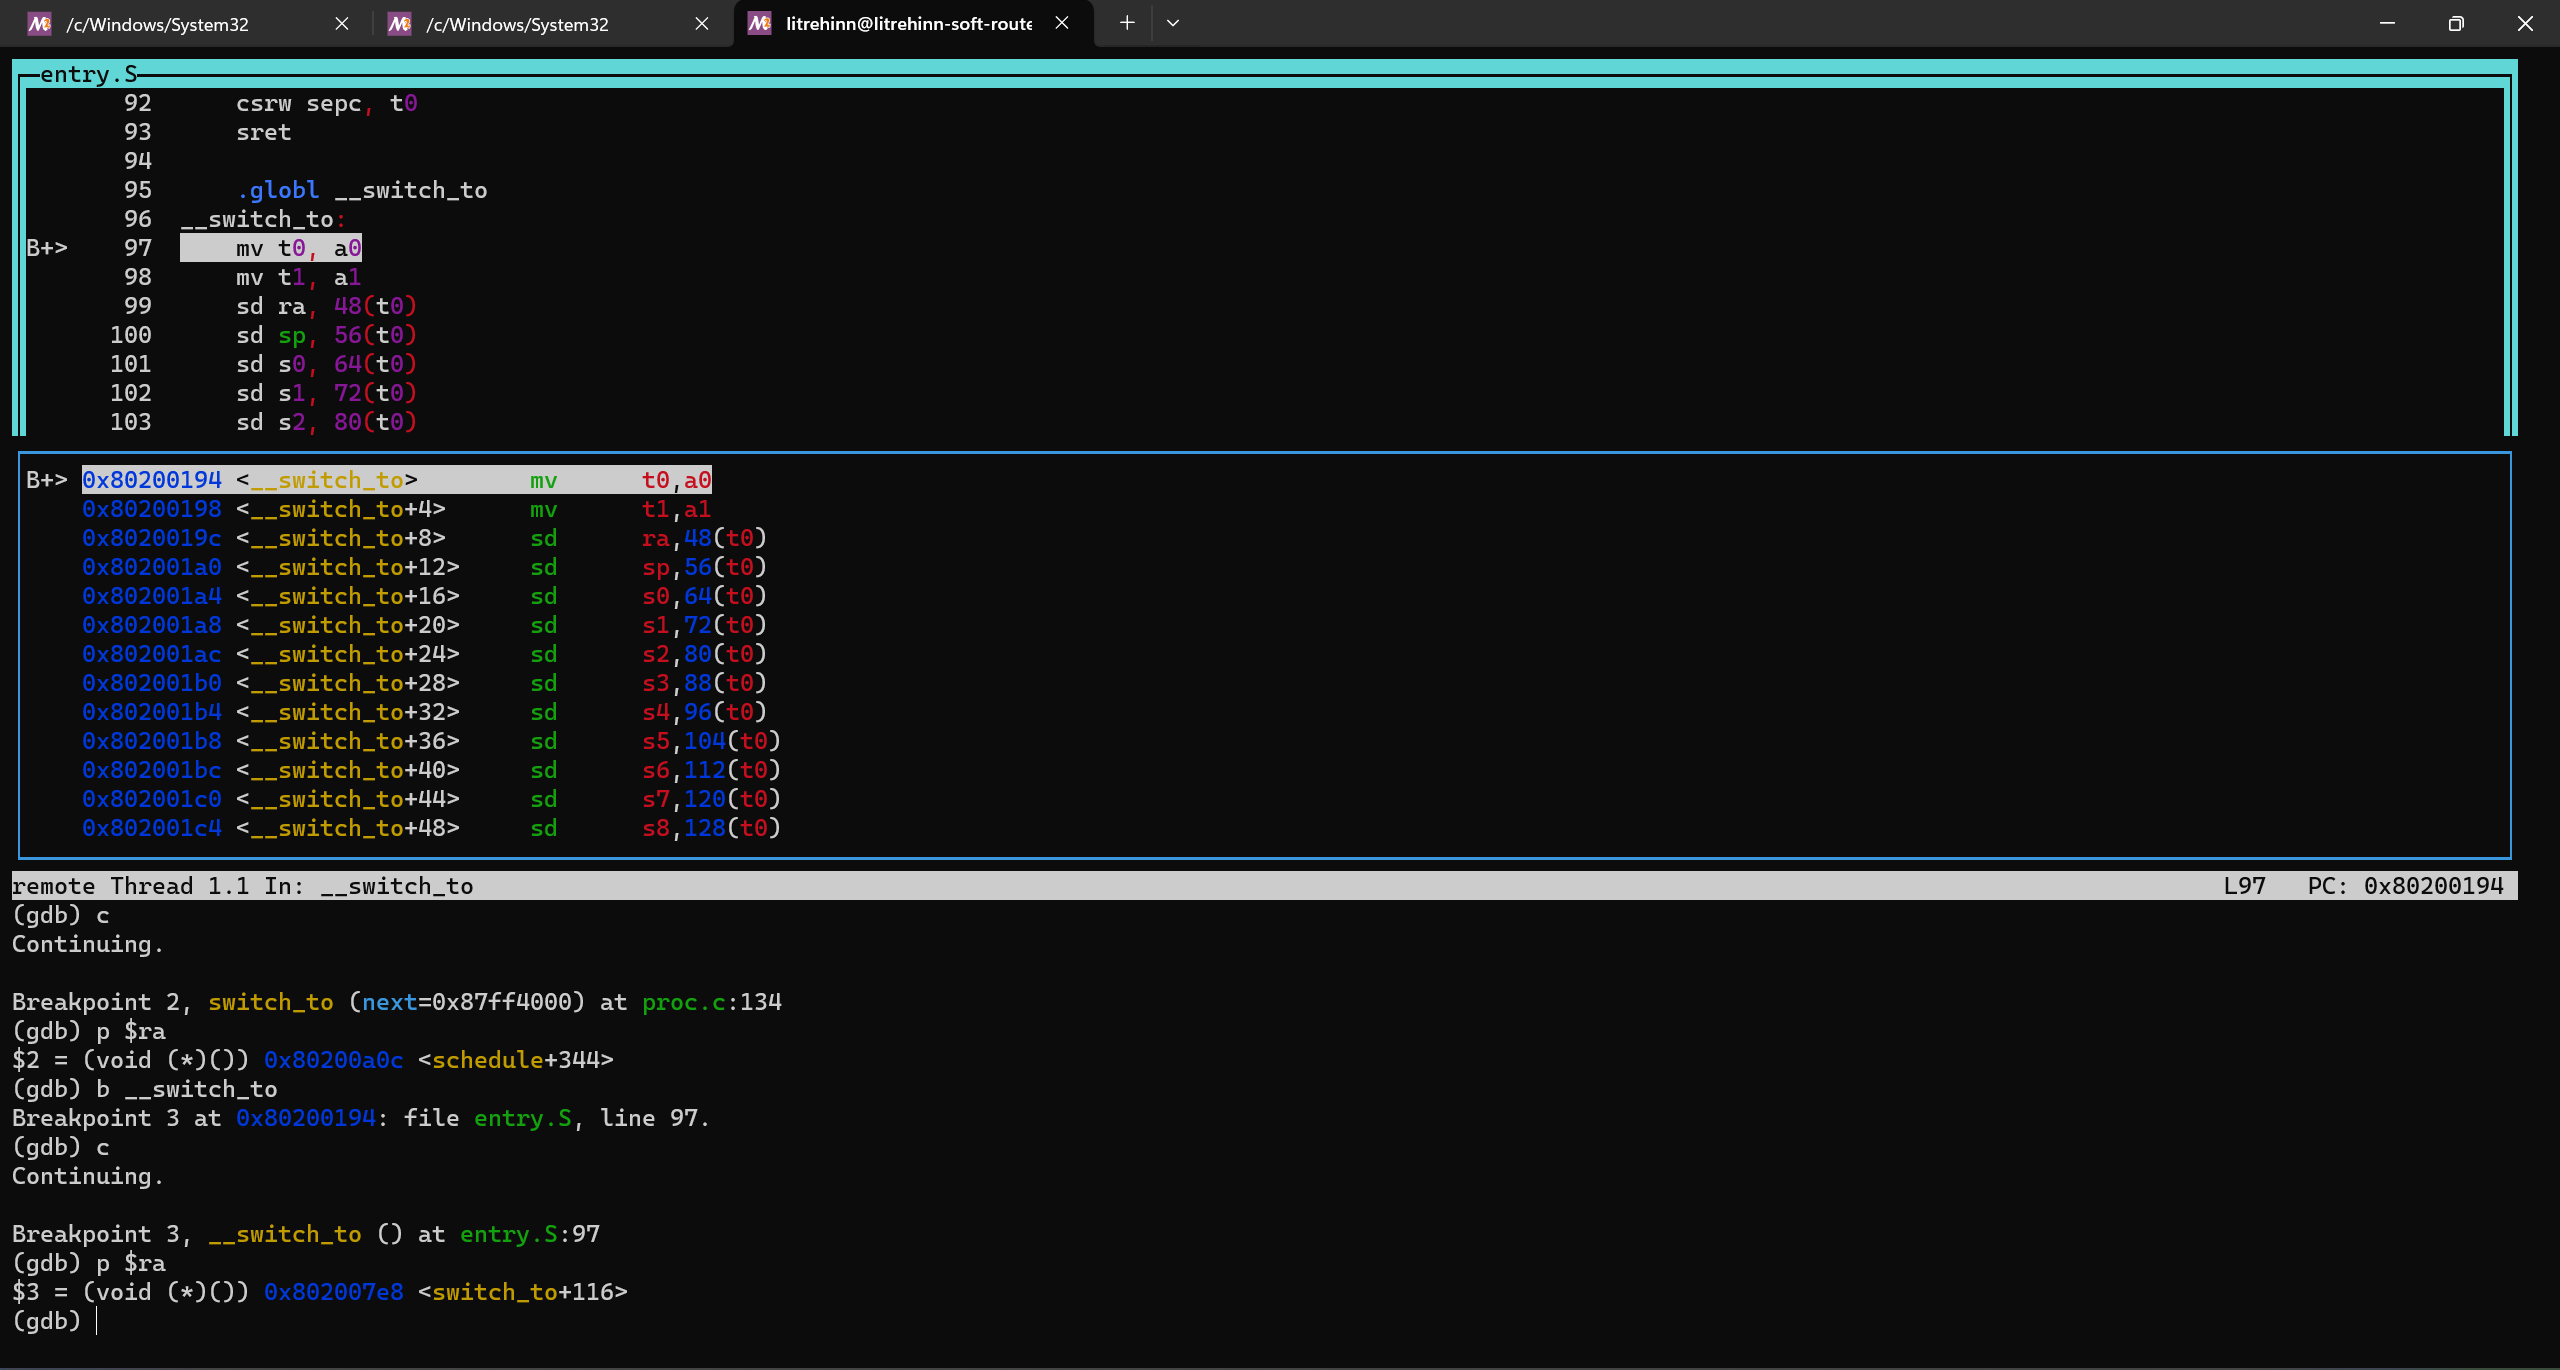 /c/Windows/System32
/c/Windows/System32
litrehinn@litrehinn-soft-route
entry.S
92 csrw sepc, t0
93 sret
94
95 .globl __switch_to
96 __switch_to:
B+> 97 mv t0, a0
98 mv t1, a1
99 sd ra, 48(t0)
100 sd sp, 56(t0)
101 sd s0, 64(t0)
102 sd s1, 72(t0)
103 sd s2, 80(t0)
B+> 0x80200194 <__switch_to> mv t0,a0
0x80200198 <__switch_to+4> mv t1,a1
0x8020019c <__switch_to+8> sd ra,48(t0)
0x802001a0 <__switch_to+12> sd sp,56(t0)
0x802001a4 <__switch_to+16> sd s0,64(t0)
0x802001a8 <__switch_to+20> sd s1,72(t0)
0x802001ac <__switch_to+24> sd s2,80(t0)
0x802001b0 <__switch_to+28> sd s3,88(t0)
0x802001b4 <__switch_to+32> sd s4,96(t0)
0x802001b8 <__switch_to+36> sd s5,104(t0)
0x802001bc <__switch_to+40> sd s6,112(t0)
0x802001c0 <__switch_to+44> sd s7,120(t0)
0x802001c4 <__switch_to+48> sd s8,128(t0)
remote Thread 1.1 In: __switch_to L97 PC: 0x80200194
(gdb) c
Continuing.
Breakpoint 2, switch_to (next=0x87ff4000) at proc.c:134
(gdb) p $ra
$2 = (void (*)()) 0x80200a0c <schedule+344>
(gdb) b __switch_to
Breakpoint 3 at 0x80200194: file entry.S, line 97.
(gdb) c
Continuing.
Breakpoint 3, __switch_to () at entry.S:97
(gdb) p $ra
$3 = (void (*)()) 0x802007e8 <switch_to+116>
(gdb)